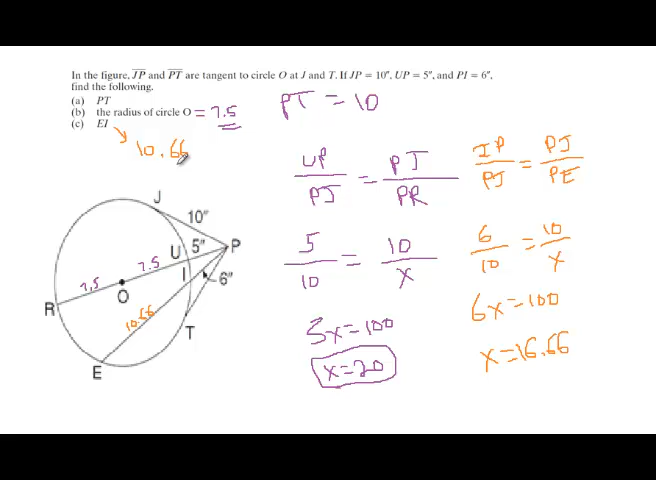 In the figure, JP and PT are tangent to circle O at J and T. If JP = 10", UP = 5", and PI = 6",
find the following.
(a) PT
(b) the radius of circle O = 7.5
(c) EI
10.66
PT = 10
UP/PJ = PJ/PR
5/10 = 10/x
5x=100
x=20
IP/PJ = PJ/PE
6/10 = 10/x
6x=100
x=16.66
J
10"
P
5"
U
7.5
I
6"
7.5
O
R
10.66
T
E